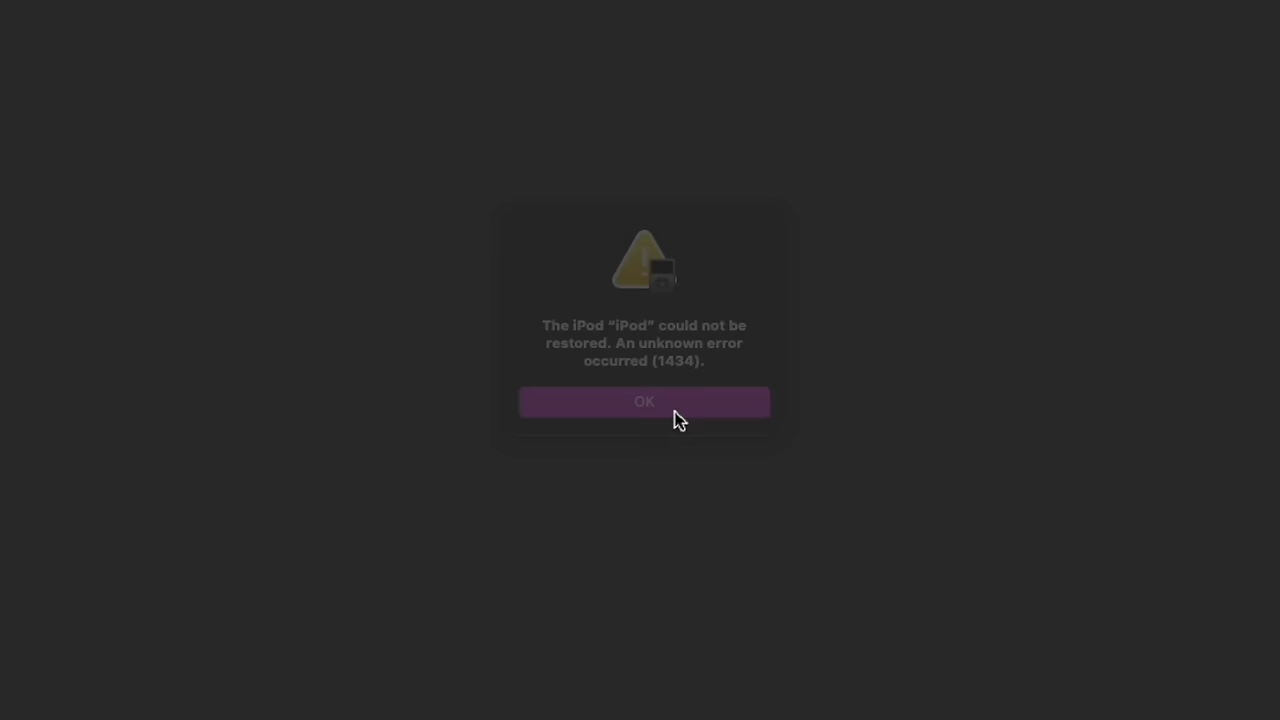 The iPod “iPod” could not be
restored. An unknown error
occurred (1434).
OK